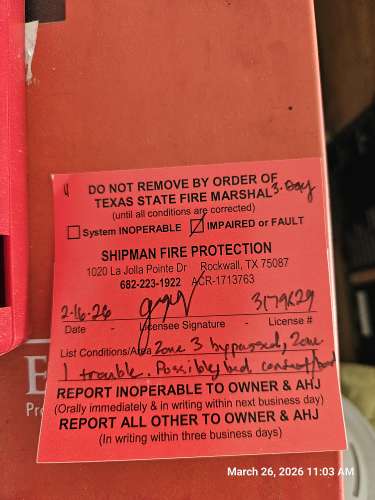 DO NOT REMOVE BY ORDER OF
TEXAS STATE FIRE MARSHAL 3-Day
(until all conditions are corrected)
System INOPERABLE IMPAIRED or FAULT
SHIPMAN FIRE PROTECTION
1020 La Jolla Pointe Dr Rockwall, TX 75087
682-223-1922 ACR-1713763
2-16-26 3179829
Date - Licensee Signature - License #
List Conditions/Area Zone 3 bypassed, Zone
1 trouble. Possibly bad
REPORT INOPERABLE TO OWNER & AHJ
(Orally immediately & in writing within next business day)
REPORT ALL OTHER TO OWNER & AHJ
(In writing within three business days)
March 26, 2026 11:03 AM